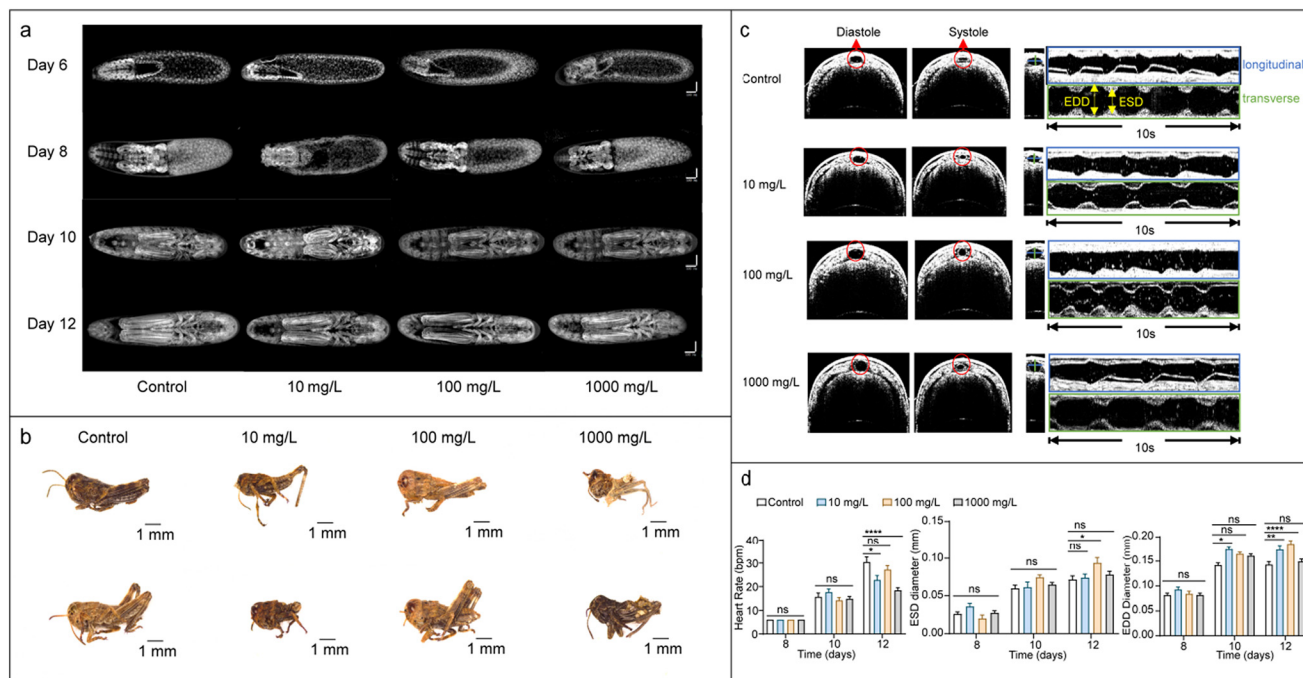 a
Day 6
Day 8
Day 10
Day 12
Control 10 mg/L 100 mg/L 1000 mg/L
b
Control 10 mg/L 100 mg/L 1000 mg/L
1 mm 1 mm 1 mm 1 mm
1 mm 1 mm 1 mm 1 mm
c
Diastole Systole
Control
longitudinal
EDD ESD
transverse
10s
10 mg/L
10s
100 mg/L
10s
1000 mg/L
10s
d
Control 10 mg/L 100 mg/L 1000 mg/L
Heart Rate (bpm)
40
30
20
10
0
ns
ns
****
ns
*
8 10 12
Time (days)
ESD diameter (mm)
0.15
0.10
0.05
0.00
ns
ns
ns
*
ns
8 10 12
Time (days)
EDD Diameter (mm)
0.20
0.15
0.10
0.05
0.00
ns
ns
ns
*
ns
****
**
8 10 12
Time (days)